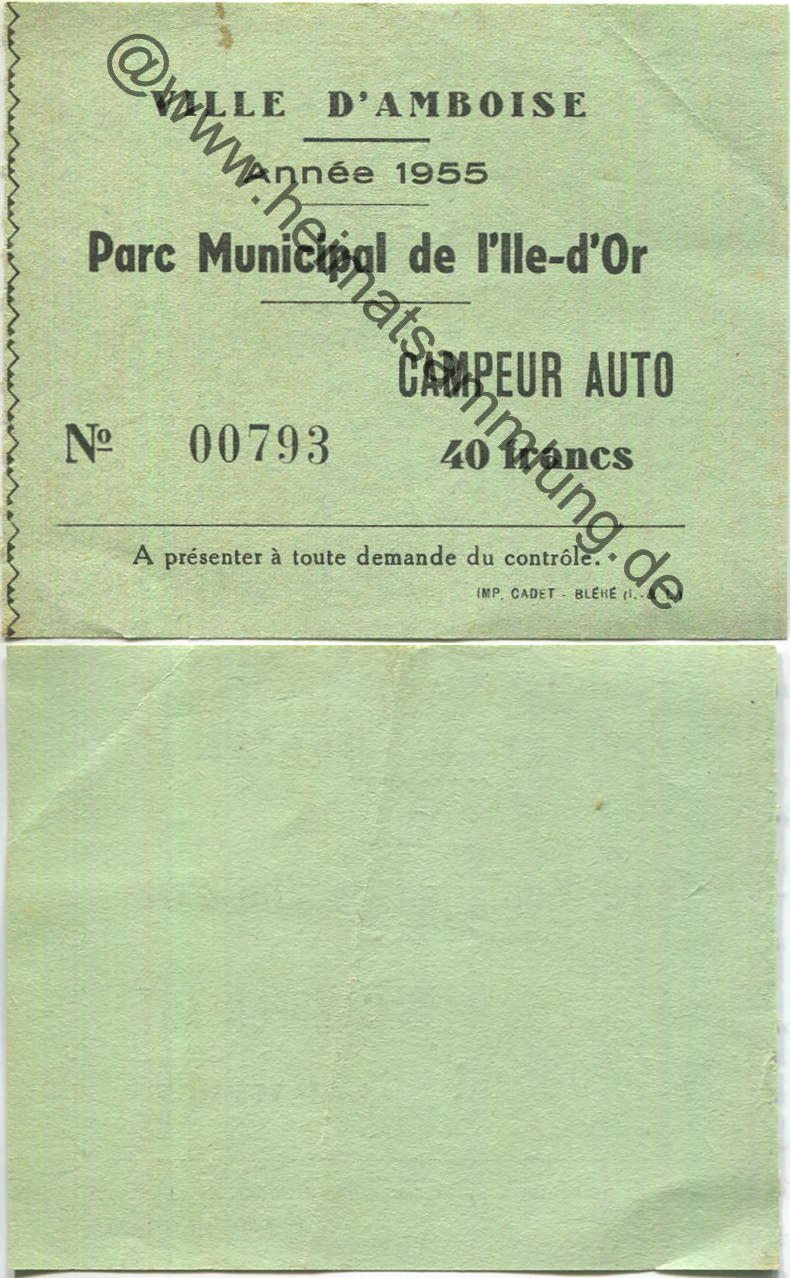 VILLE D'AMBOISE
Année 1955
Parc Municipal de l'Ile-d'Or
CAMPEUR AUTO
Nº 00793
40 francs
A présenter à toute demande du contrôle.
IMP. CADET - BLÉRÉ (I.-& L.)
@www.heimatsammlung.de